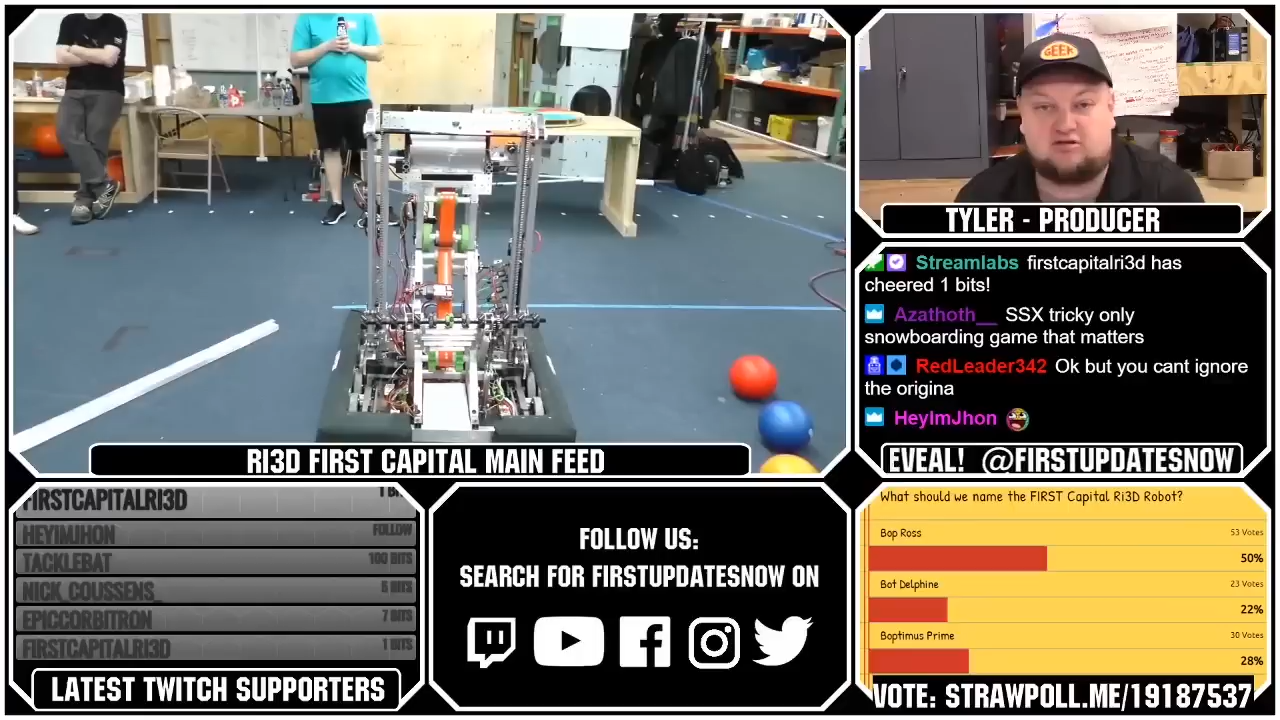 GEEK
TYLER - PRODUCER
RI3D FIRST CAPITAL MAIN FEED
Streamlabs firstcapitalri3d has
cheered 1 bits!
Azathoth__ SSX tricky only
snowboarding game that matters
RedLeader342 Ok but you cant ignore
the origina
HeyImJhon
EVEAL! @FIRSTUPDATESNOW
FIRSTCAPITALRI3D 1 BI
HEYIMJHON FOLLOW
TACKLEBAT 100 BITS
NICK_COUSSENS_ 5 BITS
EPICCORBITRON 7 BITS
FIRSTCAPITALRI3D 1 BITS
LATEST TWITCH SUPPORTERS
FOLLOW US:
SEARCH FOR FIRSTUPDATESNOW ON
What should we name the FIRST Capital Ri3D Robot?
Bop Ross 53 Votes
50%
Bot Delphine 23 Votes
22%
Boptimus Prime 30 Votes
28%
VOTE: STRAWPOLL.ME/19187537